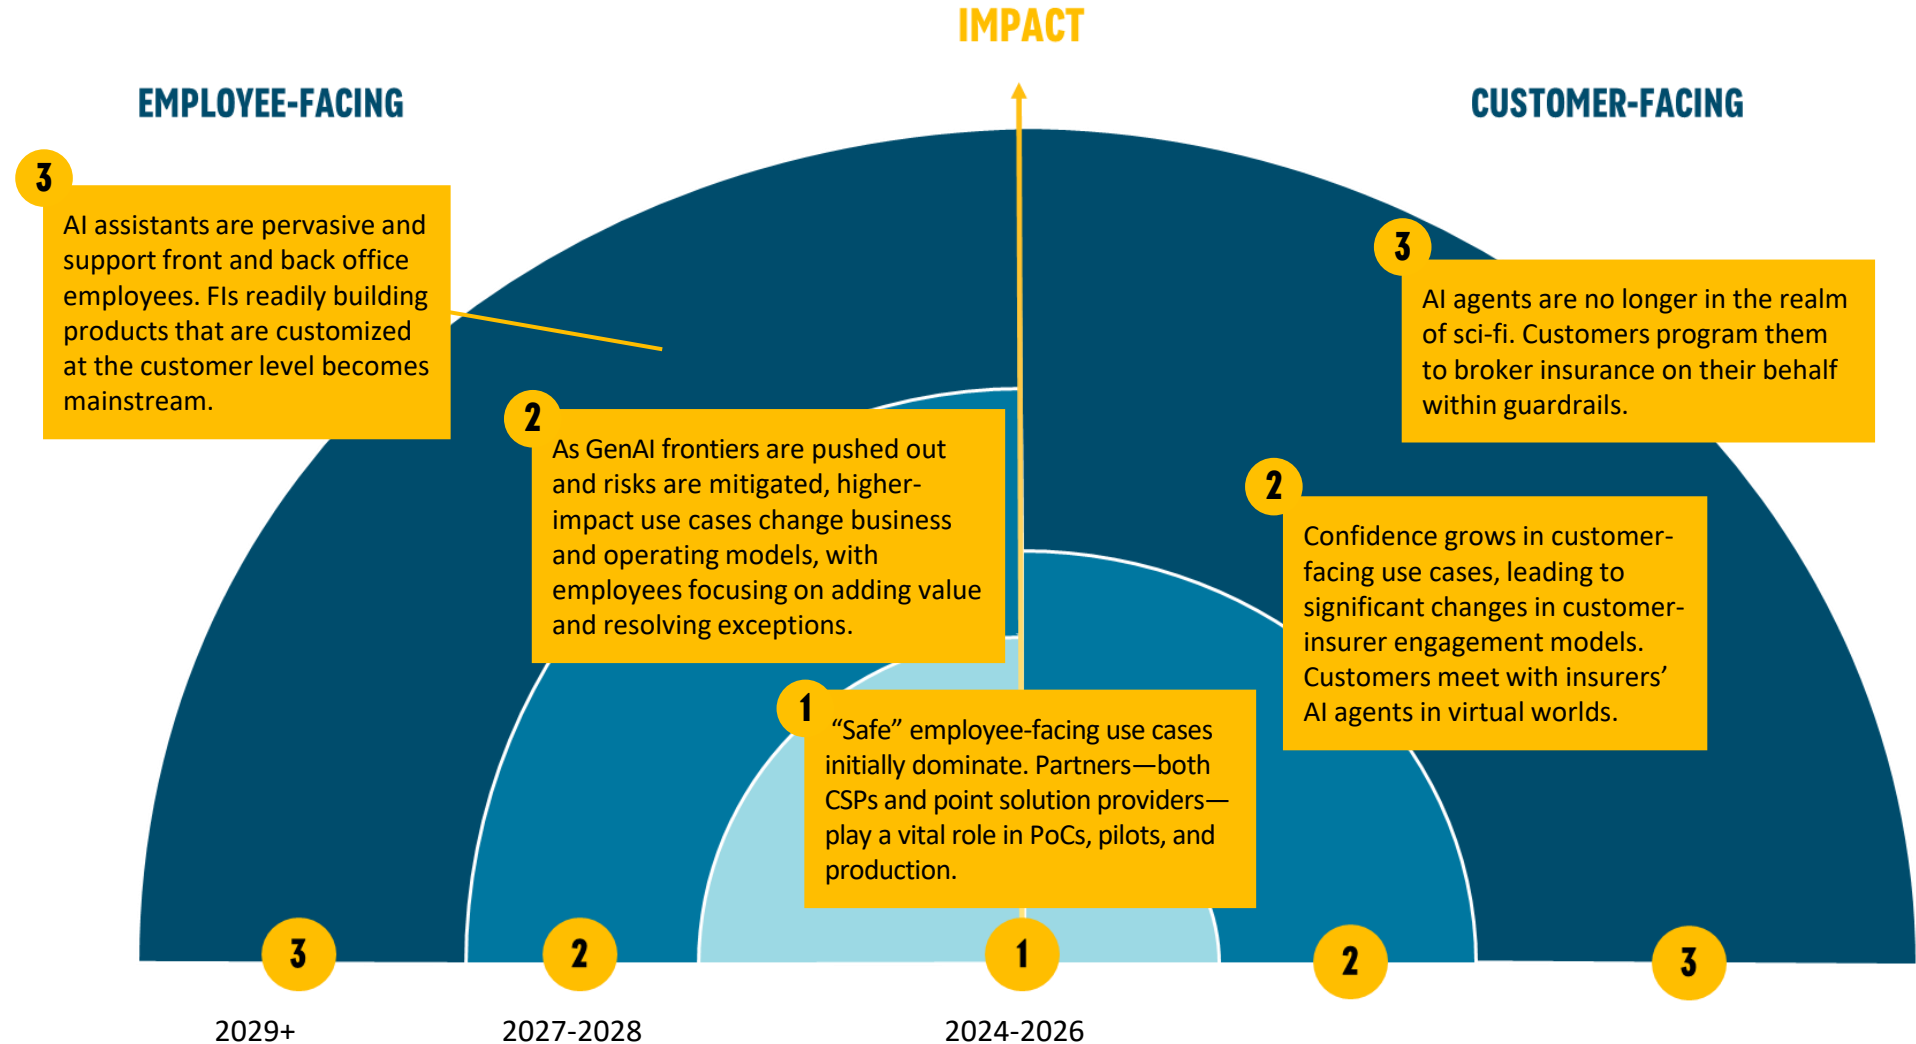 IMPACT
EMPLOYEE-FACING
CUSTOMER-FACING
3
AI assistants are pervasive and
support front and back office
employees. FIs readily building
products that are customized
at the customer level becomes
mainstream.
3
AI agents are no longer in the realm
of sci-fi. Customers program them
to broker insurance on their behalf
within guardrails.
2
As GenAI frontiers are pushed out
and risks are mitigated, higher-
impact use cases change business
and operating models, with
employees focusing on adding value
and resolving exceptions.
2
Confidence grows in customer-
facing use cases, leading to
significant changes in customer-
insurer engagement models.
Customers meet with insurers’
AI agents in virtual worlds.
1
“Safe” employee-facing use cases
initially dominate. Partners—both
CSPs and point solution providers—
play a vital role in PoCs, pilots, and
production.
3
2
1
2
3
2029+
2027-2028
2024-2026